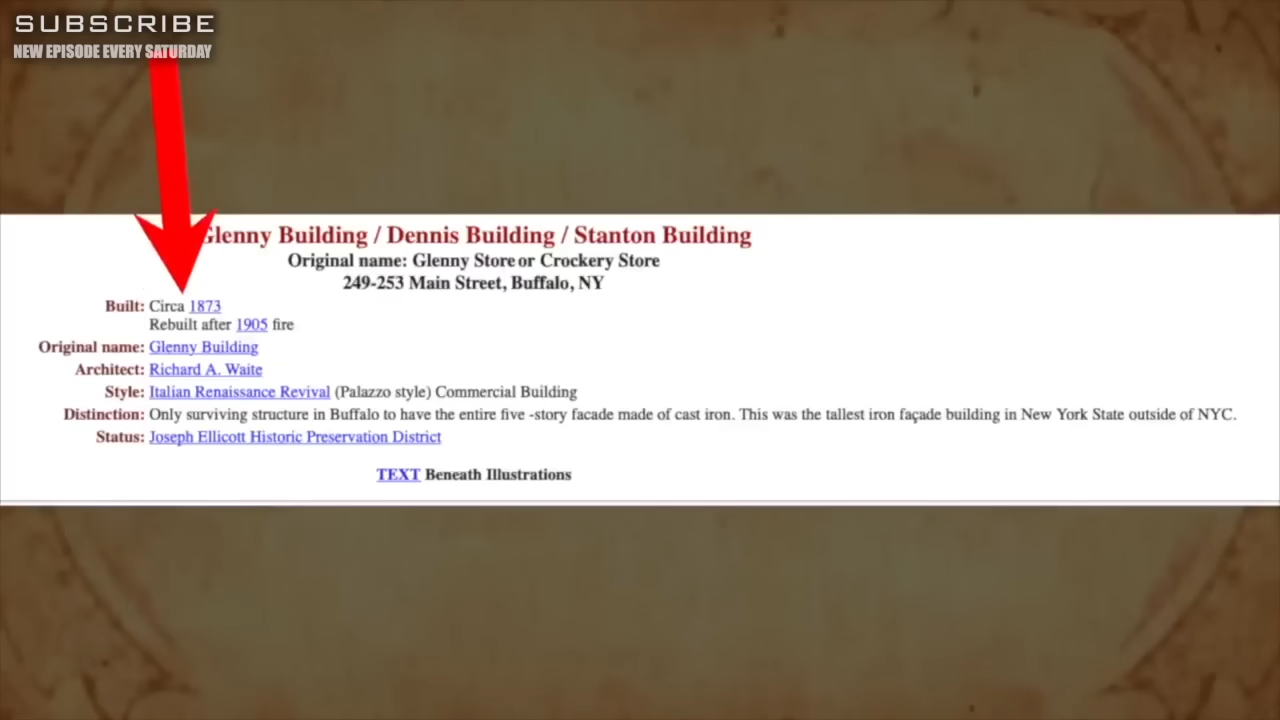 SUBSCRIBE
NEW EPISODE EVERY SATURDAY
Glenny Building / Dennis Building / Stanton Building
Original name: Glenny Store or Crockery Store
249-253 Main Street, Buffalo, NY
Built: Circa 1873
Rebuilt after 1905 fire
Original name: Glenny Building
Architect: Richard A. Waite
Style: Italian Renaissance Revival (Palazzo style) Commercial Building
Distinction: Only surviving structure in Buffalo to have the entire five -story facade made of cast iron. This was the tallest iron façade building in New York State outside of NYC.
Status: Joseph Ellicott Historic Preservation District
TEXT Beneath Illustrations